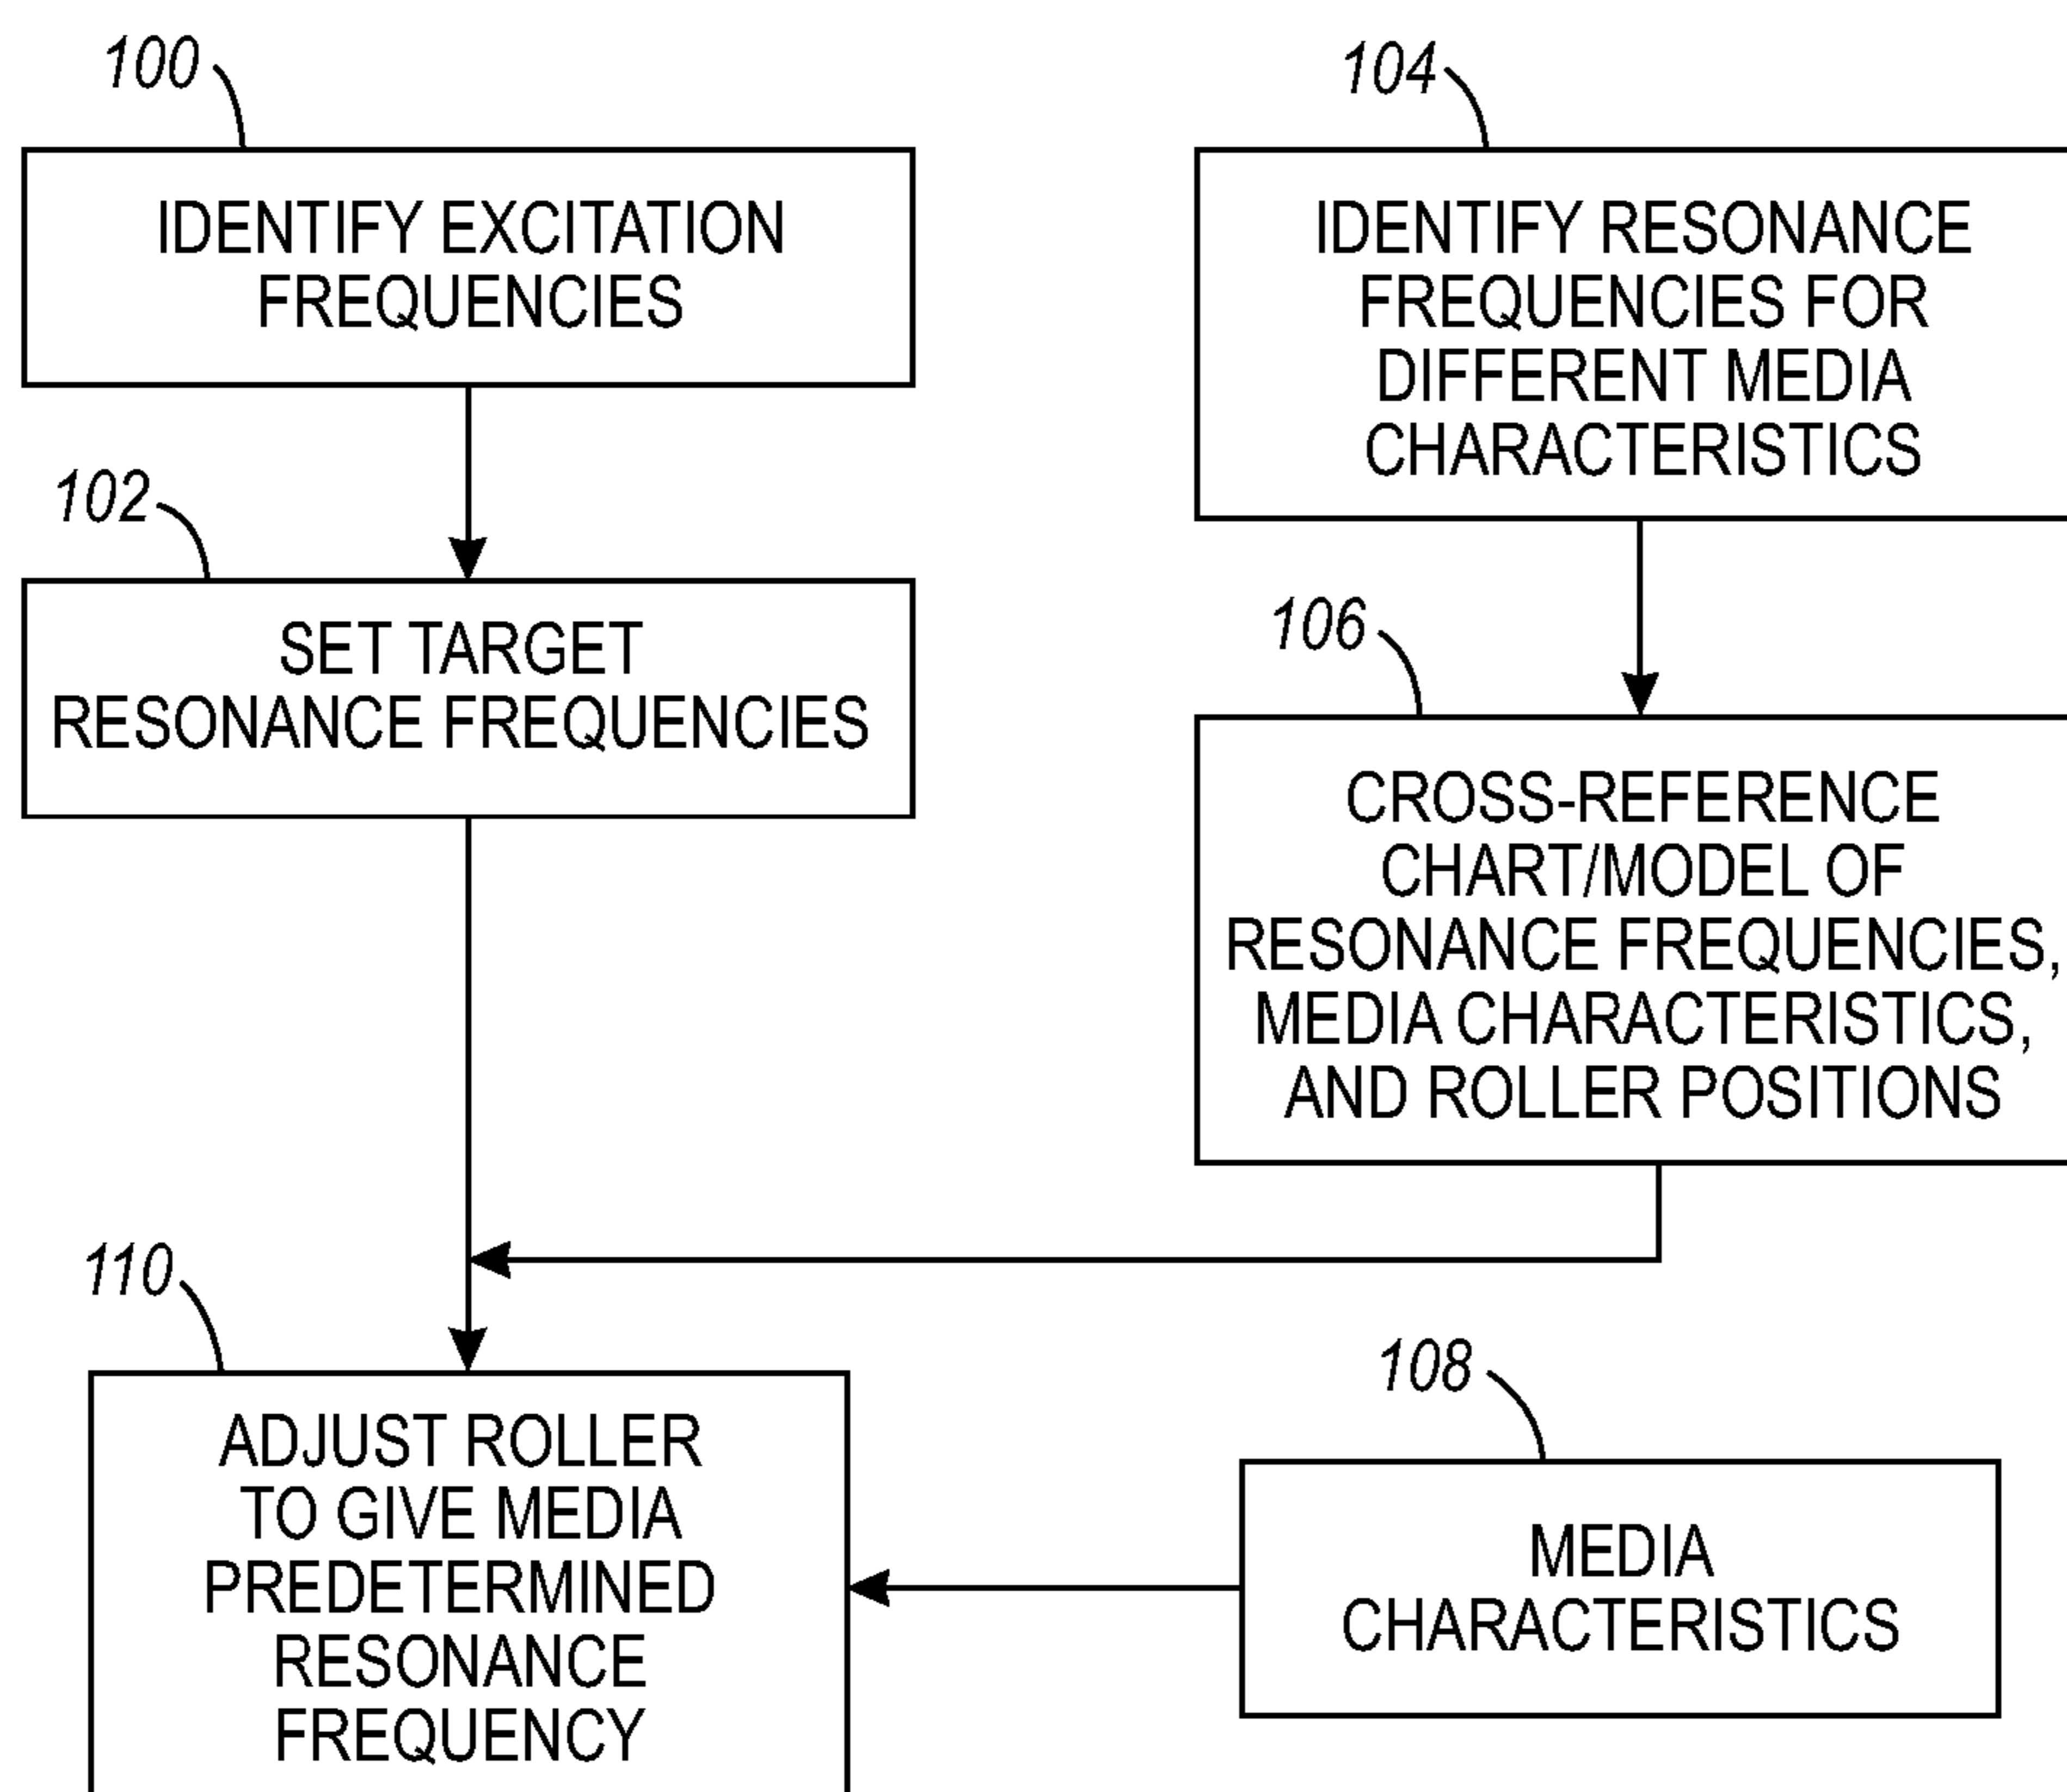 100
IDENTIFY EXCITATION
FREQUENCIES
102
SET TARGET
RESONANCE FREQUENCIES
104
IDENTIFY RESONANCE
FREQUENCIES FOR
DIFFERENT MEDIA
CHARACTERISTICS
106
CROSS-REFERENCE
CHART/MODEL OF
RESONANCE FREQUENCIES,
MEDIA CHARACTERISTICS,
AND ROLLER POSITIONS
110
ADJUST ROLLER
TO GIVE MEDIA
PREDETERMINED
RESONANCE
FREQUENCY
108
MEDIA
CHARACTERISTICS